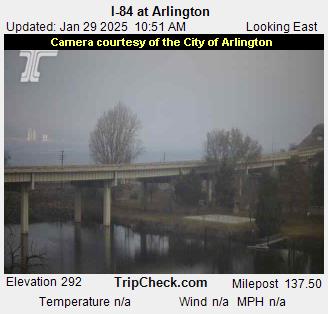 I-84 at Arlington
Updated: Jan 29 2025 10:51 AM Looking East
Camera courtesy of the City of Arlington
Elevation 292 TripCheck.com Milepost 137.50
Temperature n/a Wind n/a MPH n/a